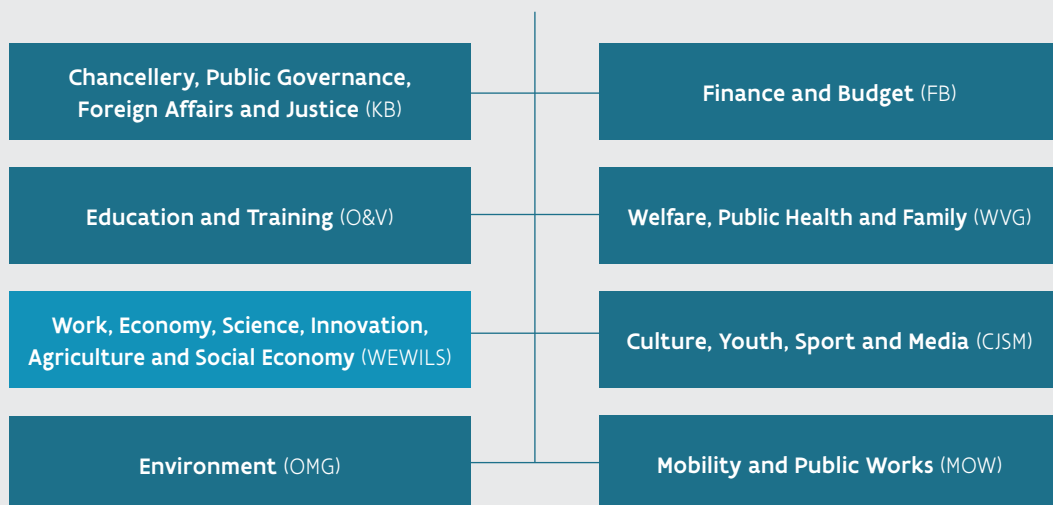 Chancellery, Public Governance,
Foreign Affairs and Justice (KB)
Finance and Budget (FB)
Education and Training (O&V)
Welfare, Public Health and Family (WVG)
Work, Economy, Science, Innovation,
Agriculture and Social Economy (WEWILS)
Culture, Youth, Sport and Media (CJSM)
Environment (OMG)
Mobility and Public Works (MOW)